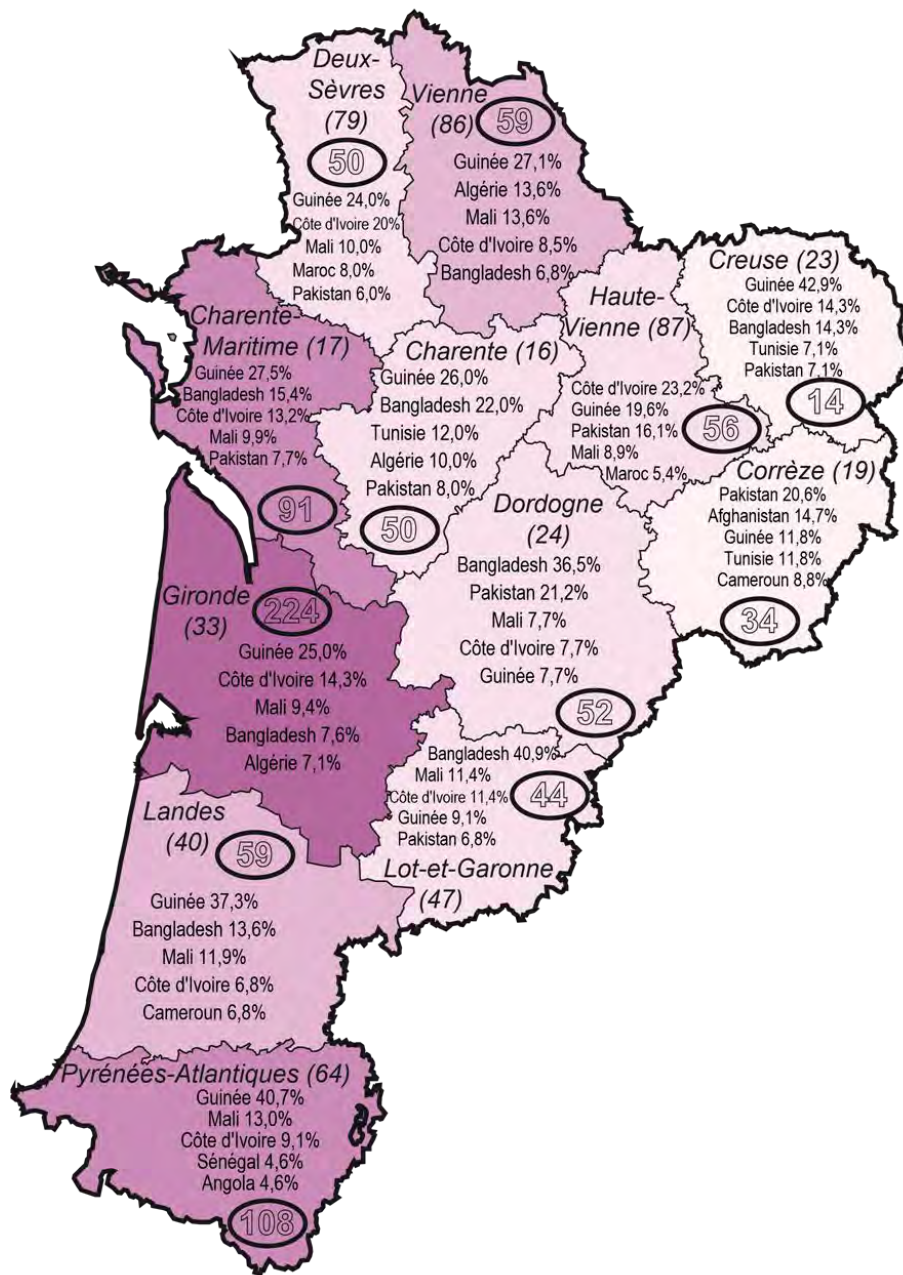 Deux-
Sèvres
(79)
50
Guinée 24,0%
Côte d'Ivoire 20%
Mali 10,0%
Maroc 8,0%
Pakistan 6,0%
Vienne
(86)
59
Guinée 27,1%
Algérie 13,6%
Mali 13,6%
Côte d'Ivoire 8,5%
Bangladesh 6,8%
Creuse (23)
Guinée 42,9%
Côte d'Ivoire 14,3%
Bangladesh 14,3%
Tunisie 7,1%
Pakistan 7,1%
14
Haute-
Vienne (87)
Côte d'Ivoire 23,2%
Guinée 19,6%
Pakistan 16,1%
Mali 8,9%
Maroc 5,4%
56
Charente-
Maritime (17)
Guinée 27,5%
Bangladesh 15,4%
Côte d'Ivoire 13,2%
Mali 9,9%
Pakistan 7,7%
91
Charente (16)
Guinée 26,0%
Bangladesh 22,0%
Tunisie 12,0%
Algérie 10,0%
Pakistan 8,0%
50
Corrèze (19)
Pakistan 20,6%
Afghanistan 14,7%
Guinée 11,8%
Tunisie 11,8%
Cameroun 8,8%
34
Dordogne
(24)
Bangladesh 36,5%
Pakistan 21,2%
Mali 7,7%
Côte d'Ivoire 7,7%
Guinée 7,7%
52
Gironde
(33)
224
Guinée 25,0%
Côte d'Ivoire 14,3%
Mali 9,4%
Bangladesh 7,6%
Algérie 7,1%
Bangladesh 40,9%
Mali 11,4%
Côte d'Ivoire 11,4%
Guinée 9,1%
Pakistan 6,8%
44
Lot-et-Garonne
(47)
Landes
(40)
59
Guinée 37,3%
Bangladesh 13,6%
Mali 11,9%
Côte d'Ivoire 6,8%
Cameroun 6,8%
Pyrénées-Atlantiques (64)
Guinée 40,7%
Mali 13,0%
Côte d'Ivoire 9,1%
Sénégal 4,6%
Angola 4,6%
108